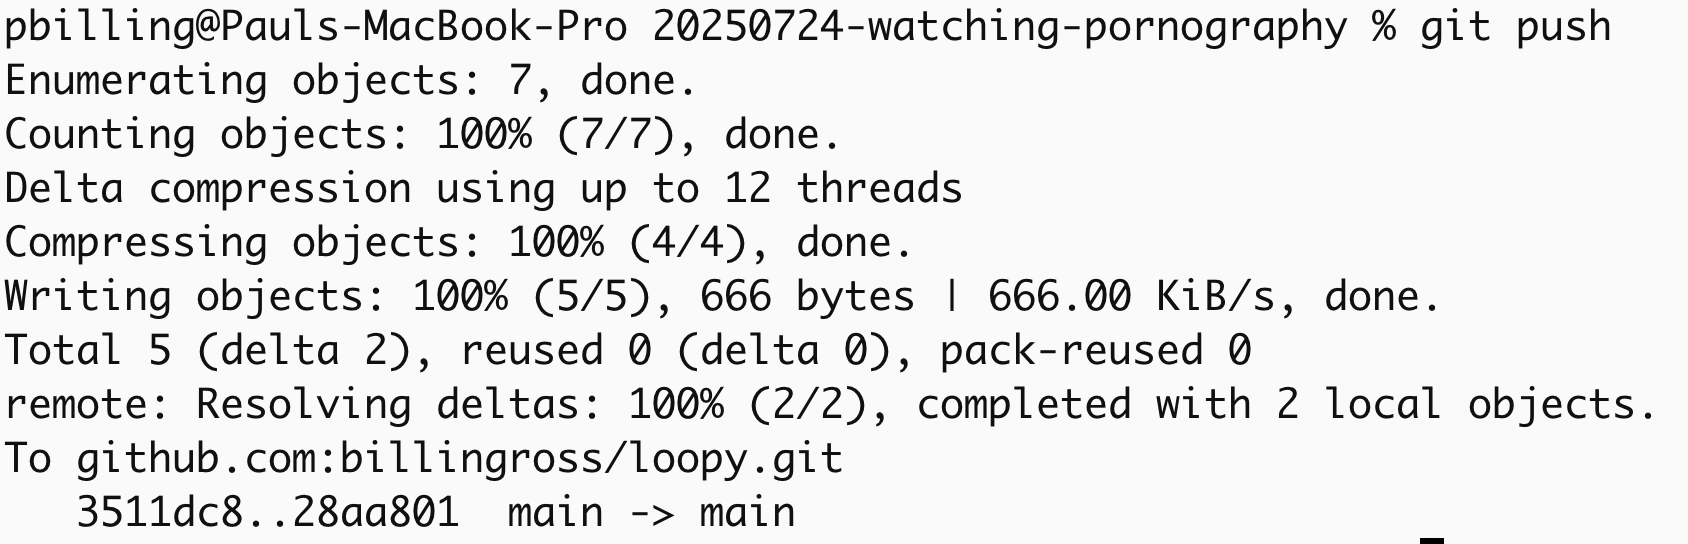 pbilling@Pauls-MacBook-Pro 20250724-watching-pornography % git push
Enumerating objects: 7, done.
Counting objects: 100% (7/7), done.
Delta compression using up to 12 threads
Compressing objects: 100% (4/4), done.
Writing objects: 100% (5/5), 666 bytes | 666.00 KiB/s, done.
Total 5 (delta 2), reused 0 (delta 0), pack-reused 0
remote: Resolving deltas: 100% (2/2), completed with 2 local objects.
To github.com:billingross/loopy.git
   3511dc8..28aa801  main -> main